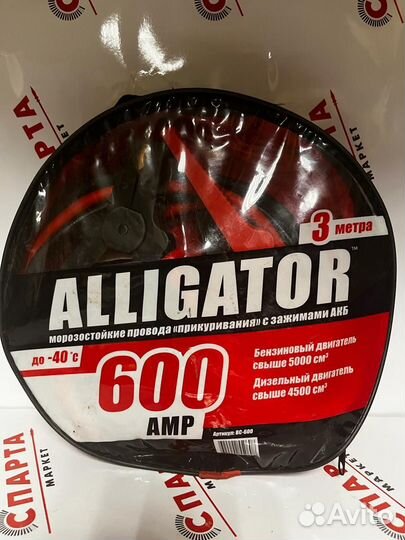 СПАРТА
МАРКЕТ
3 метра
ALLIGATOR™
морозостойкие провода «прикуривания» с зажимами АКБ
до -40°С
600
AMP
Бензиновый двигатель
свыше 5000 см³
Дизельный двигатель
свыше 4500 см³
Артикул: BC-600
СПАРТА
МАРКЕТ
СПАРТА
МАРКЕТ
Avito